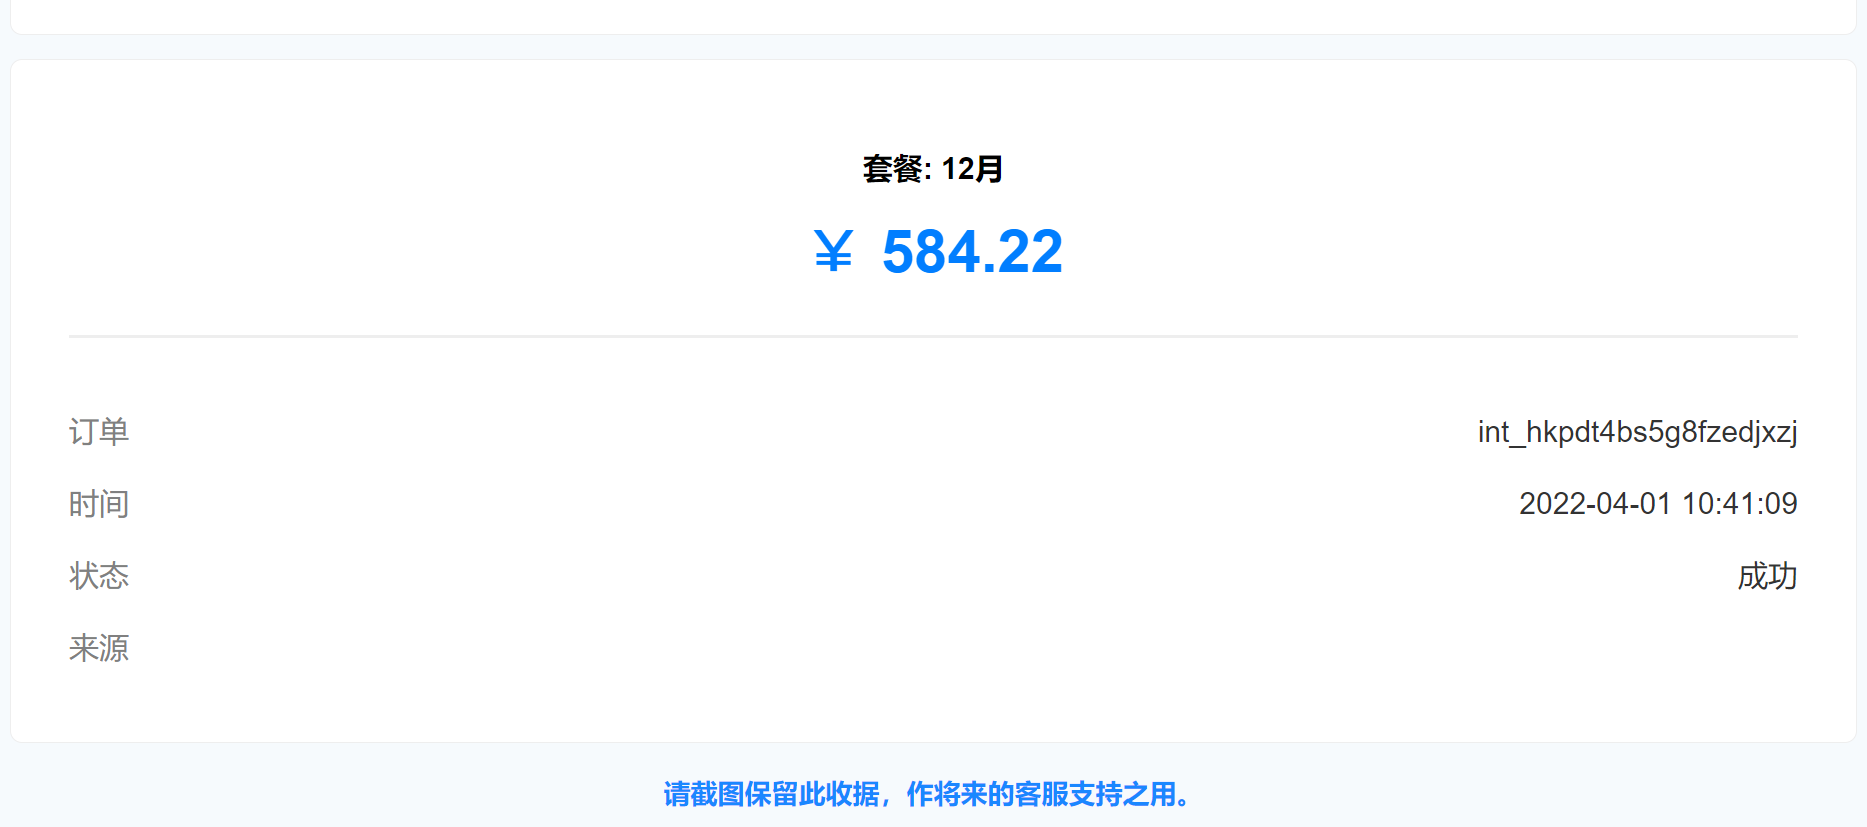 套餐: 12月
￥ 584.22
订单 int_hkpdt4bs5g8fzedjxzj
时间 2022-04-01 10:41:09
状态 成功
来源
请截图保留此收据，作将来的客服支持之用。